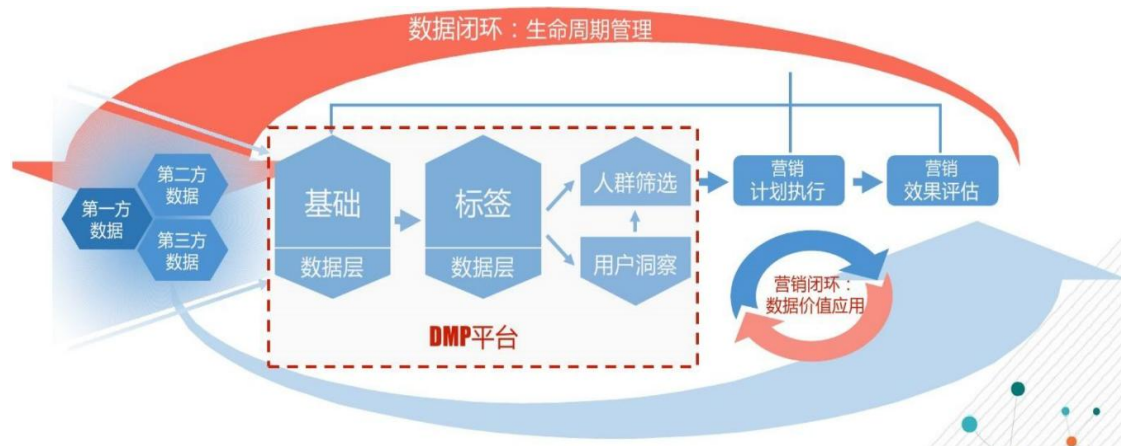 数据闭环：生命周期管理
第一方
数据
第二方
数据
第三方
数据
基础
数据层
标签
数据层
人群筛选
用户洞察
DMP平台
营销
计划执行
营销
效果评估
营销闭环：
数据价值应用